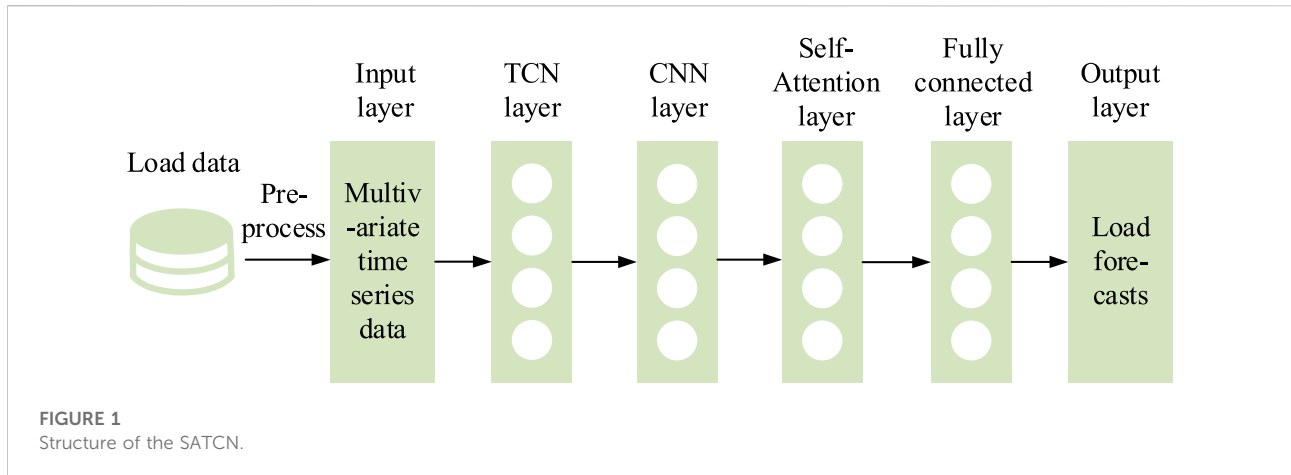 Load data
Pre-
process
Input
layer
Multiv
-ariate
time
series
data
TCN
layer
CNN
layer
Self-
Attention
layer
Fully
connected
layer
Output
layer
Load
fore-
casts
FIGURE 1
Structure of the SATCN.